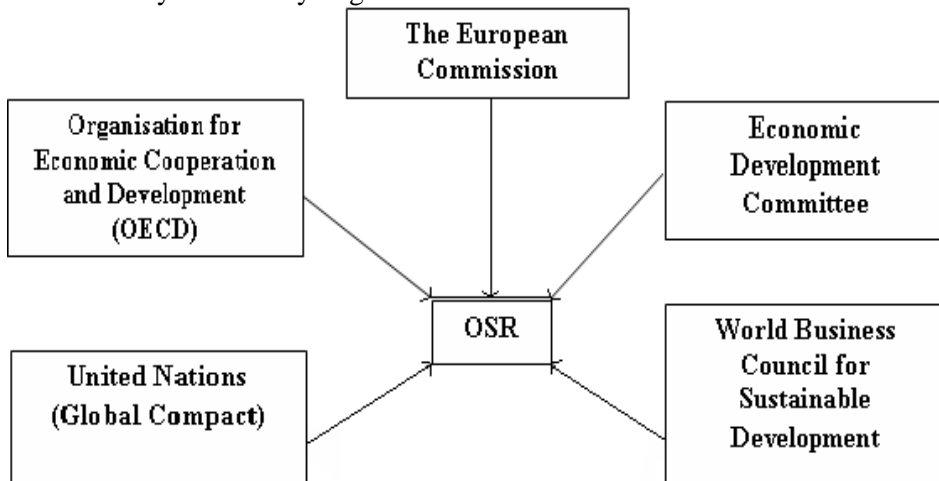 The European
Commission
Organisation for
Economic Cooperation
and Development
(OECD)
Economic
Development
Committee
OSR
United Nations
(Global Compact)
World Business
Council for
Sustainable
Development